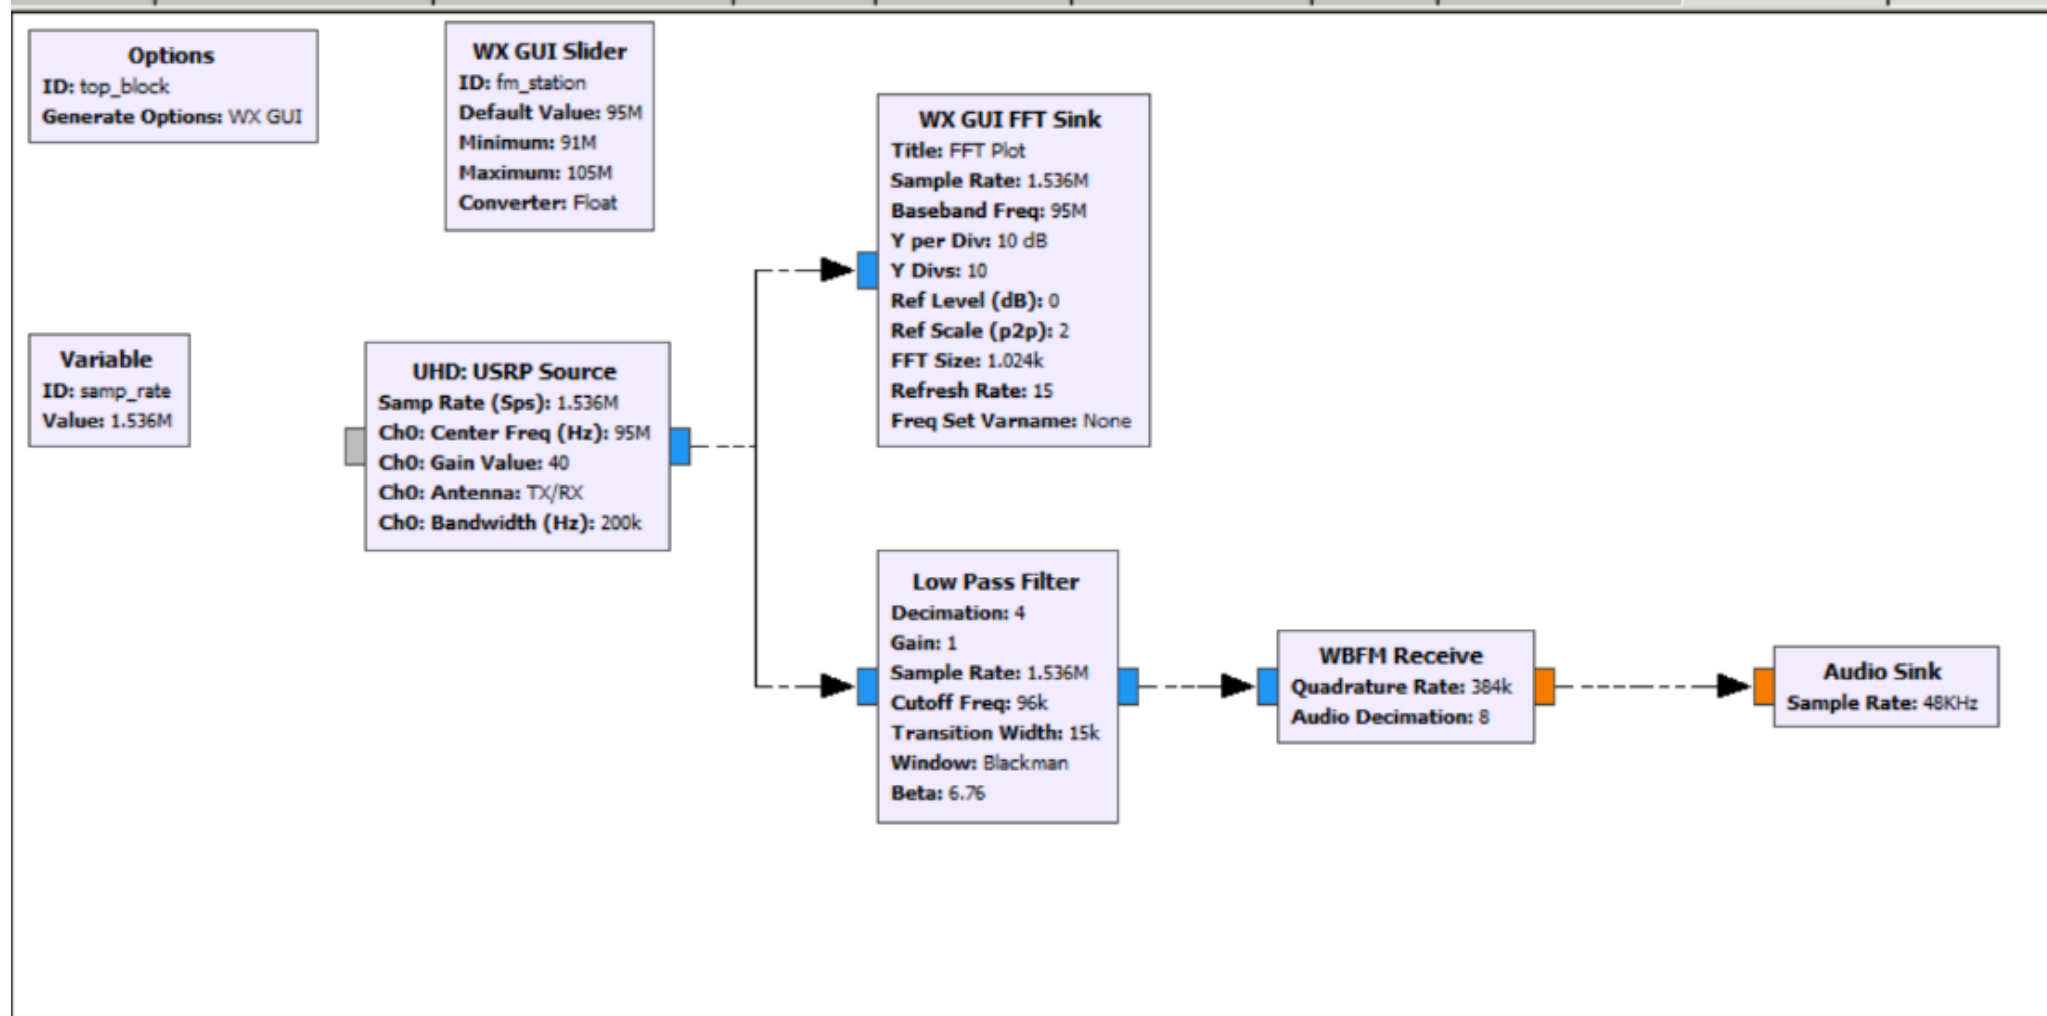 Options
ID: top_block
Generate Options: WX GUI
WX GUI Slider
ID: fm_station
Default Value: 95M
Minimum: 91M
Maximum: 105M
Converter: Float
WX GUI FFT Sink
Title: FFT Plot
Sample Rate: 1.536M
Baseband Freq: 95M
Y per Div: 10 dB
Y Divs: 10
Ref Level (dB): 0
Ref Scale (p2p): 2
FFT Size: 1.024k
Refresh Rate: 15
Freq Set Varname: None
Variable
ID: samp_rate
Value: 1.536M
UHD: USRP Source
Samp Rate (Sps): 1.536M
Ch0: Center Freq (Hz): 95M
Ch0: Gain Value: 40
Ch0: Antenna: TX/RX
Ch0: Bandwidth (Hz): 200k
Low Pass Filter
Decimation: 4
Gain: 1
Sample Rate: 1.536M
Cutoff Freq: 96k
Transition Width: 15k
Window: Blackman
Beta: 6.76
WBFM Receive
Quadrature Rate: 384k
Audio Decimation: 8
Audio Sink
Sample Rate: 48KHz